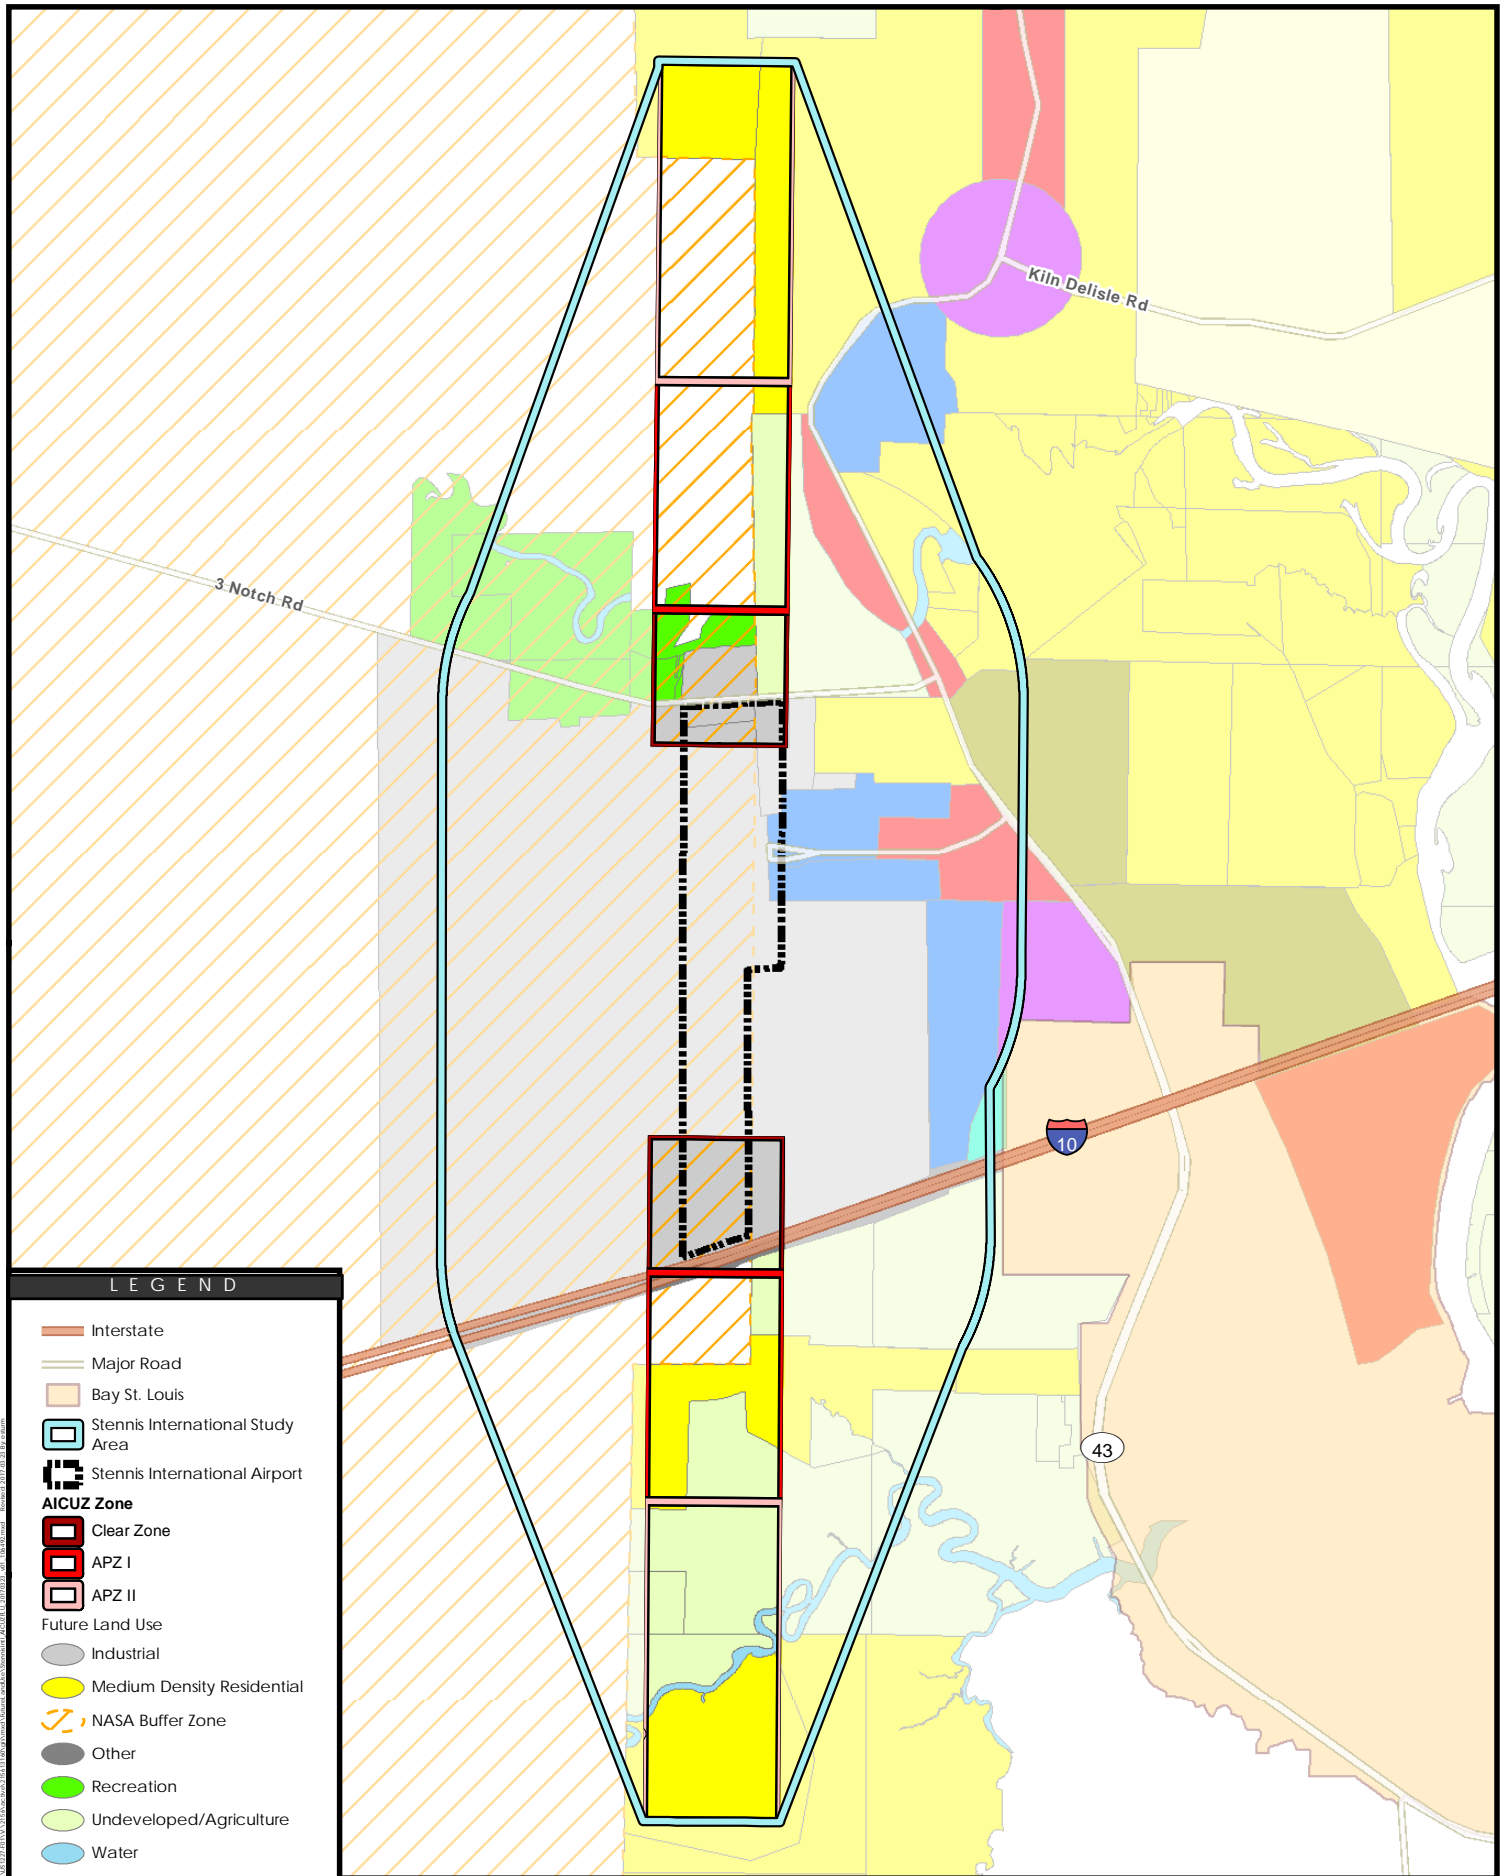 Kiln Delisle Rd
3 Notch Rd
10
43
LEGEND
Interstate
Major Road
Bay St. Louis
Stennis International Study
Area
Stennis International Airport
AICUZ Zone
Clear Zone
APZ I
APZ II
Future Land Use
Industrial
Medium Density Residential
NASA Buffer Zone
Other
Recreation
Undeveloped/Agriculture
Water